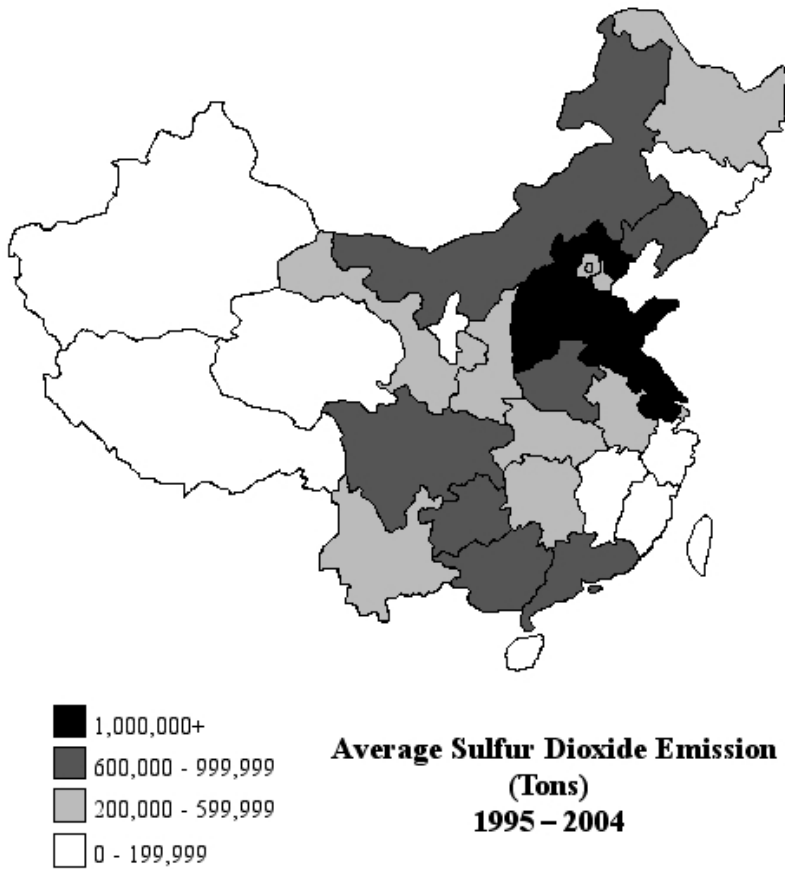 1,000,000+
600,000 - 999,999
200,000 - 599,999
0 - 199,999
Average Sulfur Dioxide Emission
(Tons)
1995 – 2004